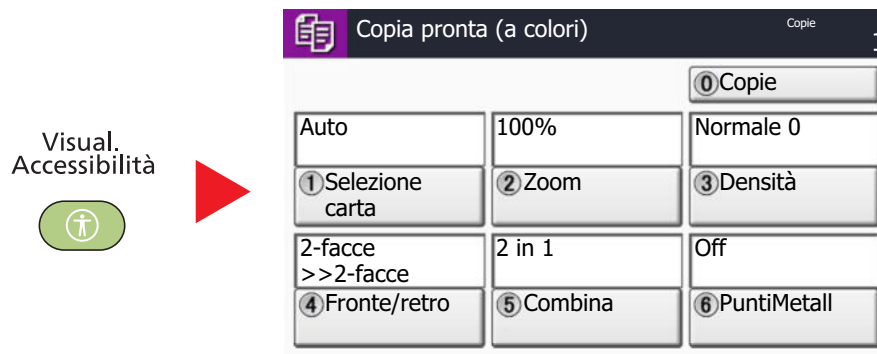 Copia pronta (a colori)
Copie
Visual.
Accessibilità
0 Copie
Auto
100%
Normale 0
1 Selezione
carta
2 Zoom
3 Densità
2-facce
>>2-facce
2 in 1
Off
4 Fronte/retro
5 Combina
6 PuntiMetall